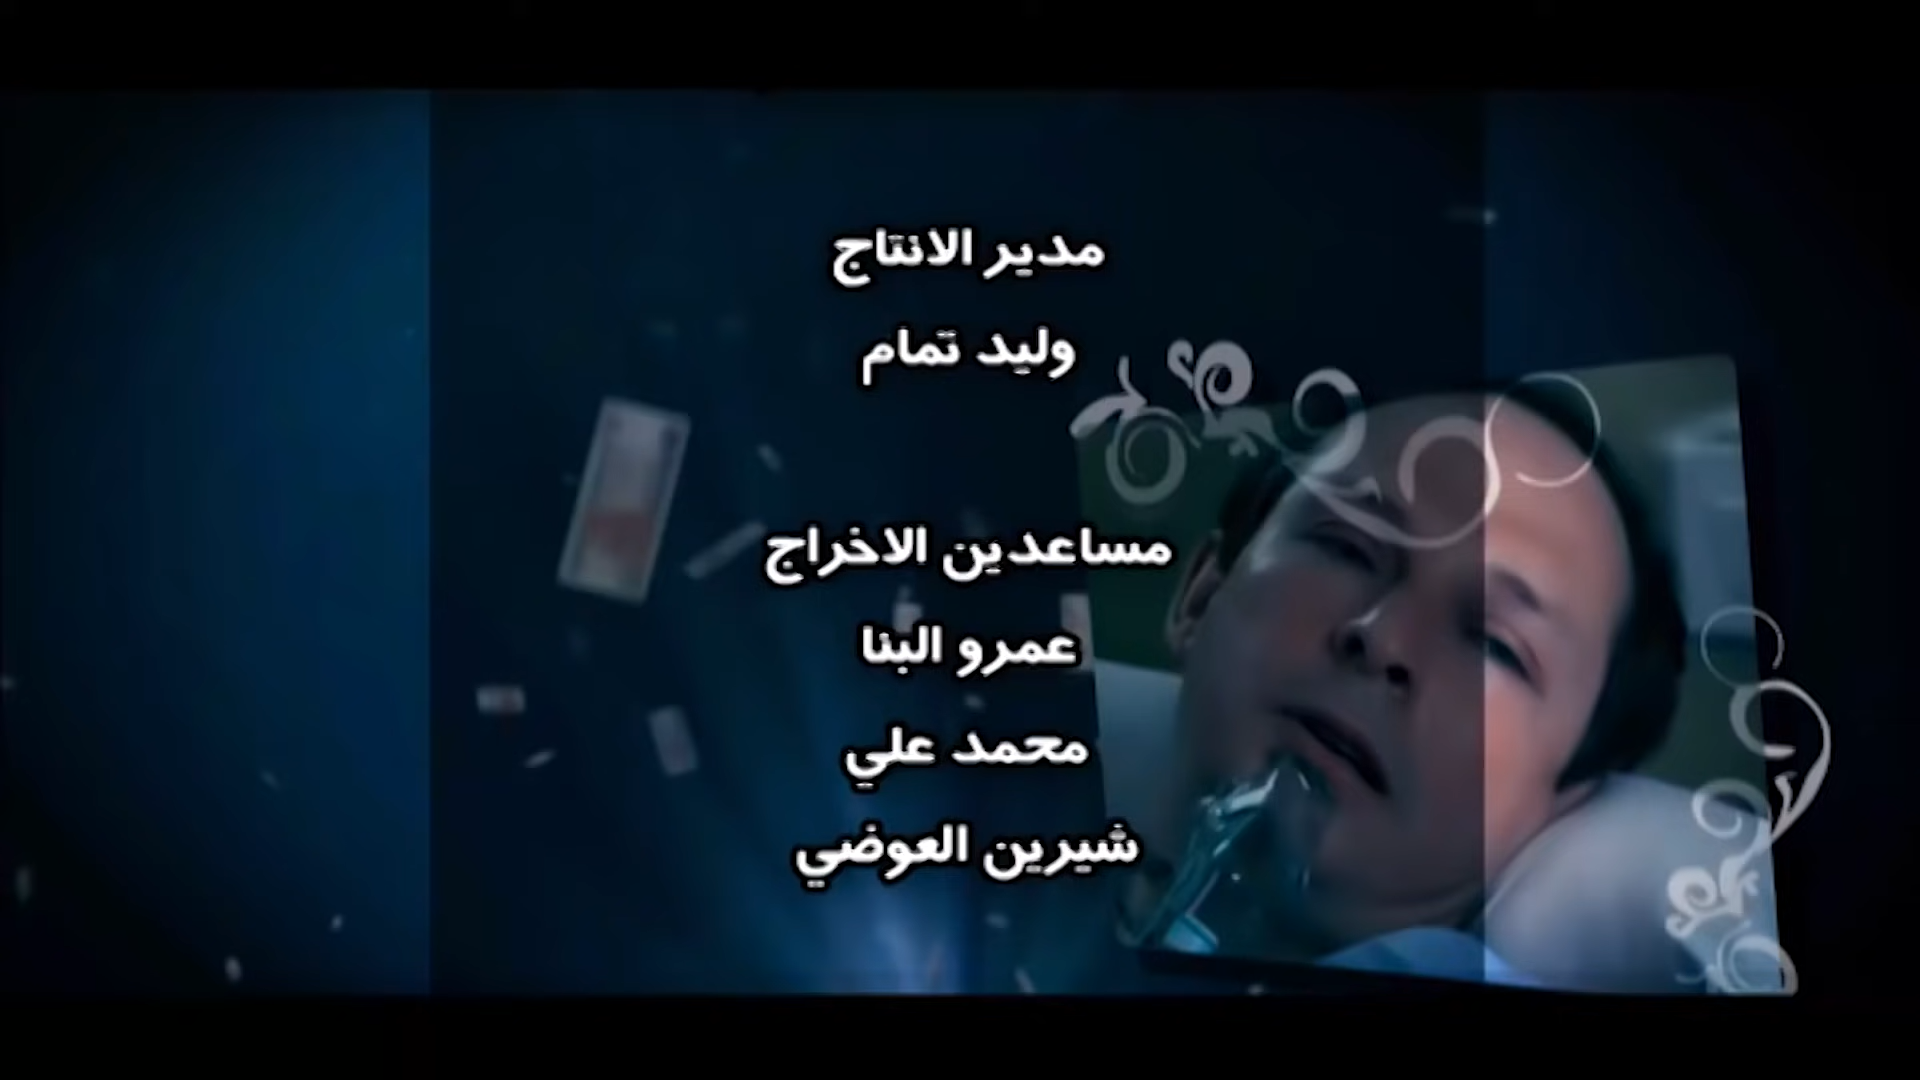 مدير الانتاج
وليد تمام
مساعدين الاخراج
عمرو البنا
محمد علي
شيرين العوضي